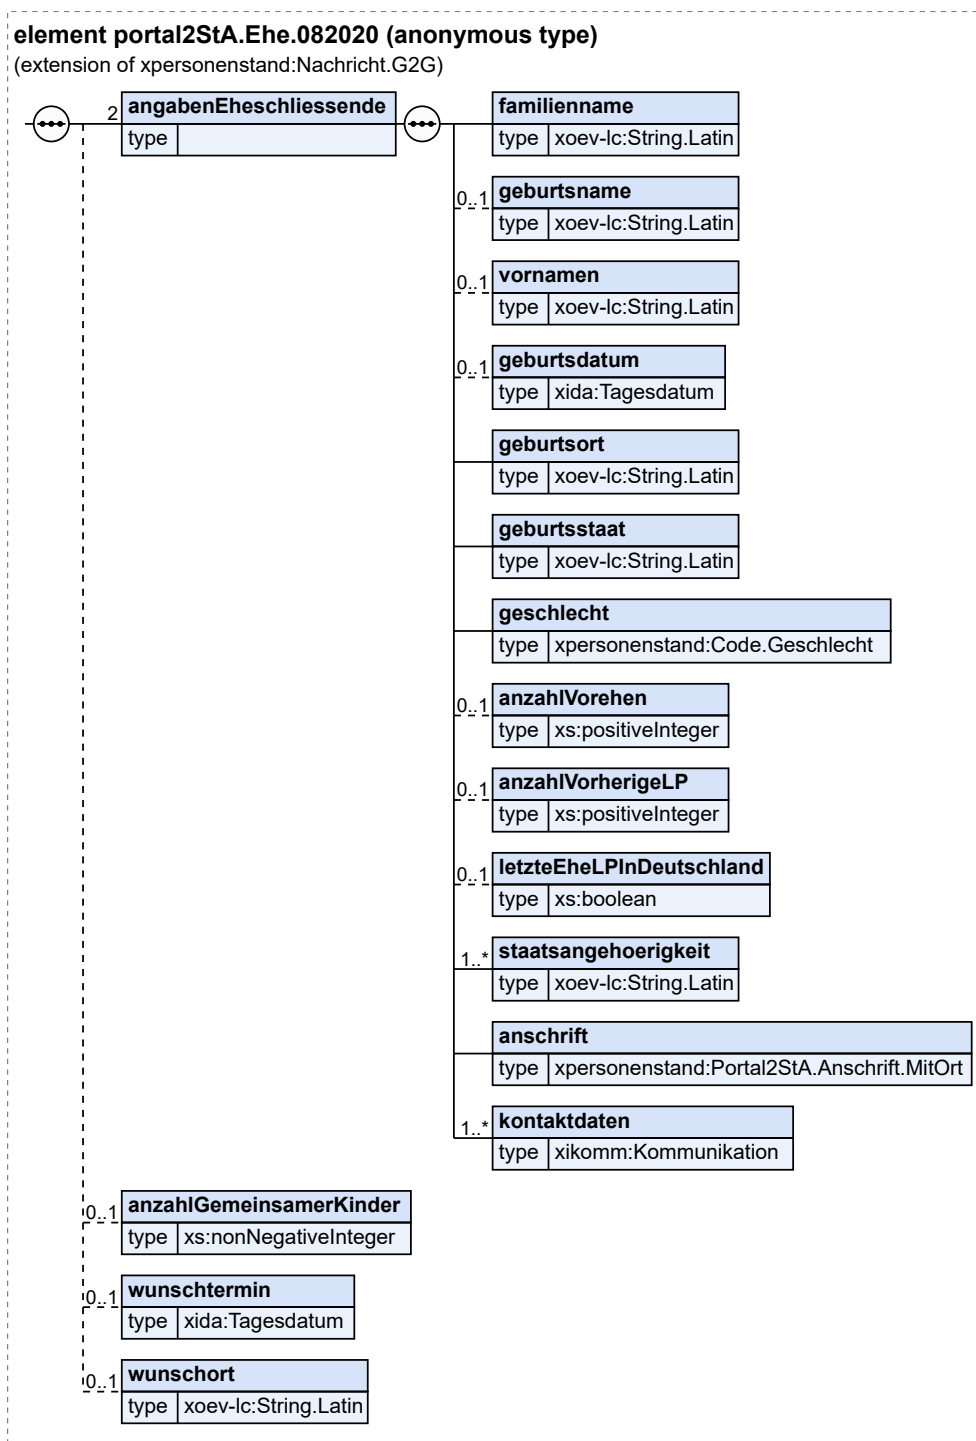 element portal2StA.Ehe.082020 (anonymous type)
(extension of xpersonenstand:Nachricht.G2G)
2 angabenEheschliessende
type
familienname
type xoev-lc:String.Latin
0..1 geburtsname
type xoev-lc:String.Latin
0..1 vornamen
type xoev-lc:String.Latin
0..1 geburtsdatum
type xida:Tagesdatum
geburtsort
type xoev-lc:String.Latin
geburtsstaat
type xoev-lc:String.Latin
geschlecht
type xpersonenstand:Code.Geschlecht
0..1 anzahlVorehen
type xs:positiveInteger
0..1 anzahlVorherigeLP
type xs:positiveInteger
0..1 letzteEheLPInDeutschland
type xs:boolean
1..* staatsangehoerigkeit
type xoev-lc:String.Latin
anschrift
type xpersonenstand:Portal2StA.Anschrift.MitOrt
1..* kontaktdaten
type xikomm:Kommunikation
0..1 anzahlGemeinsamerKinder
type xs:nonNegativeInteger
0..1 wunschtermin
type xida:Tagesdatum
0..1 wunschort
type xoev-lc:String.Latin